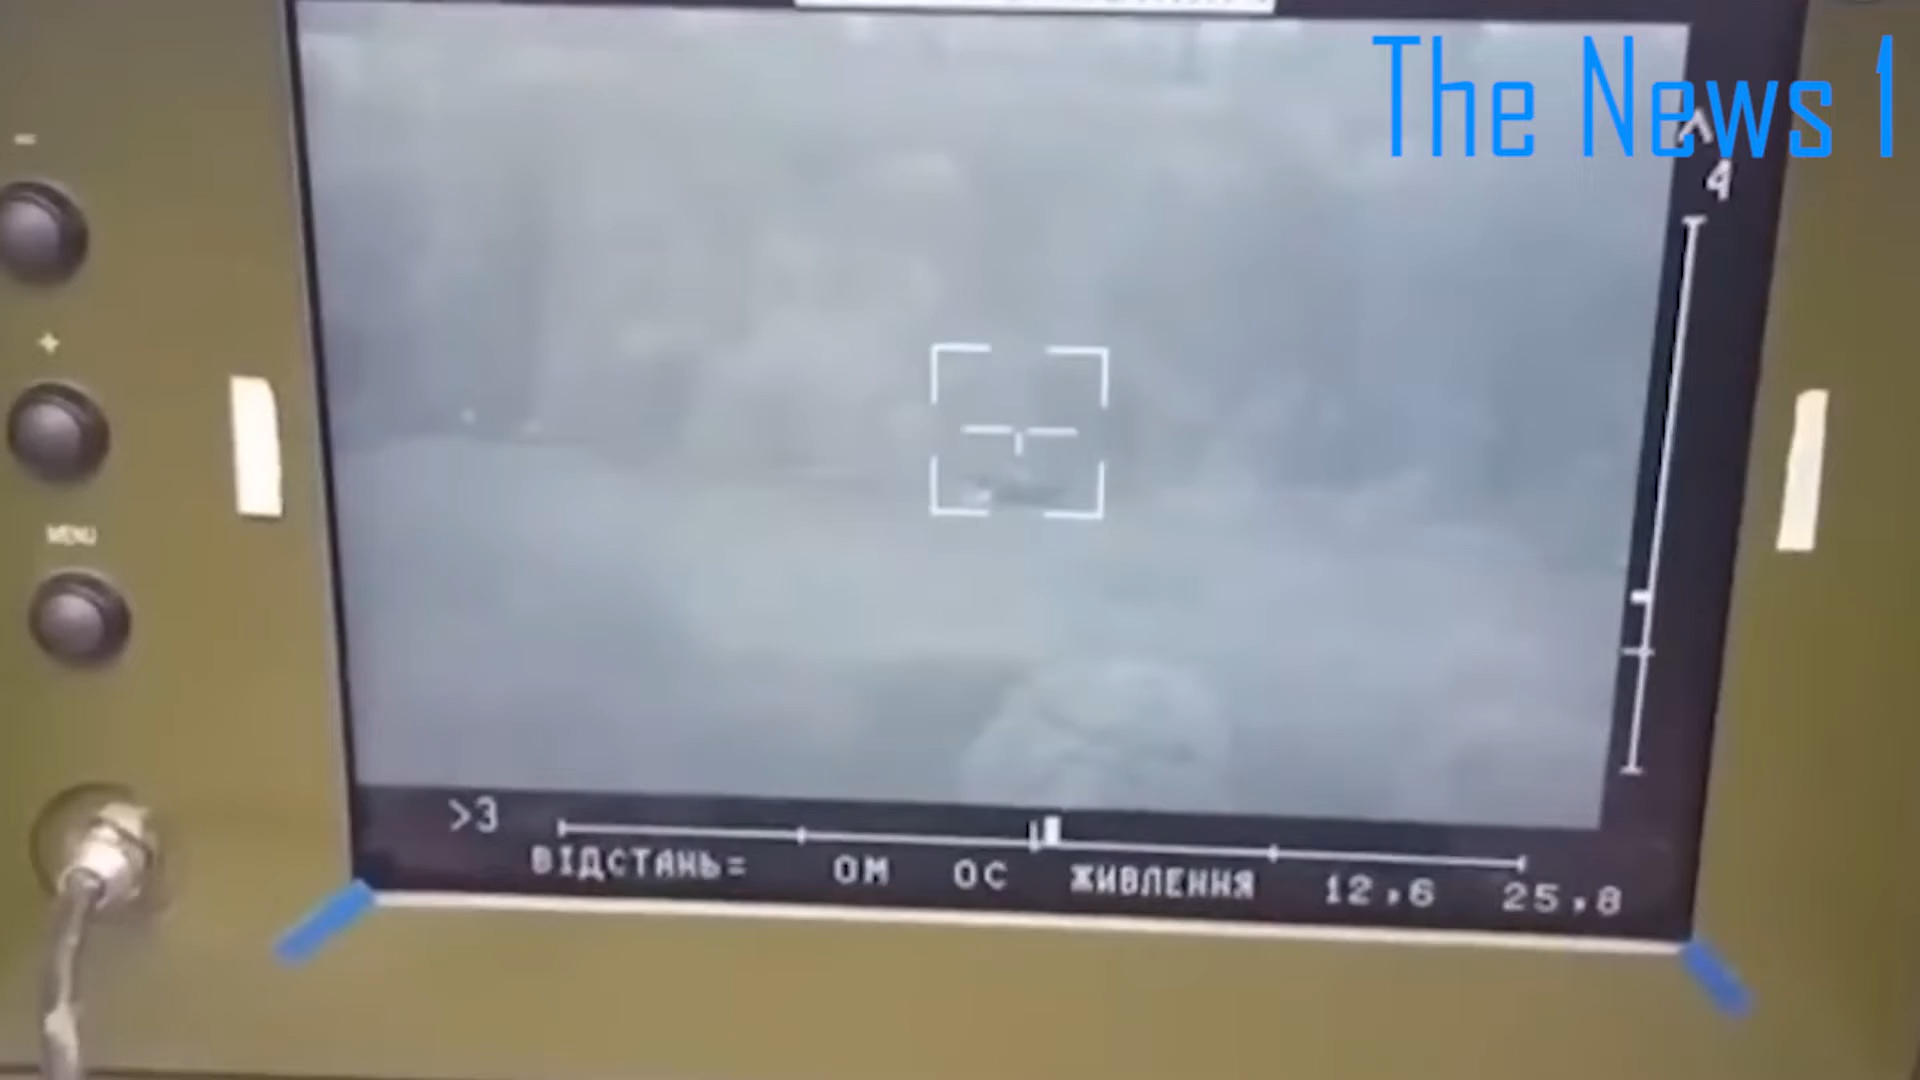 The News 1
^
4
MENU
>3
ВІДСТАНЬ= 0М 0С ЖИВЛЕННЯ 12,6 25,8